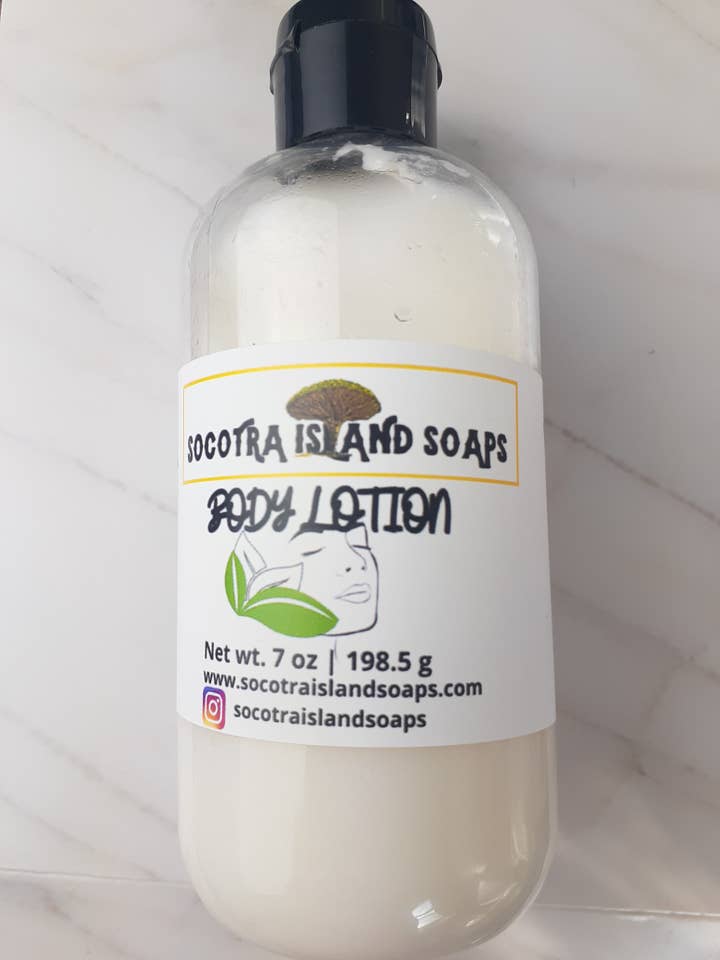 SOCOTRA ISLAND SOAPS
BODY LOTION
Net wt. 7 oz | 198.5 g
www.socotraislandsoaps.com
socotraislandsoaps